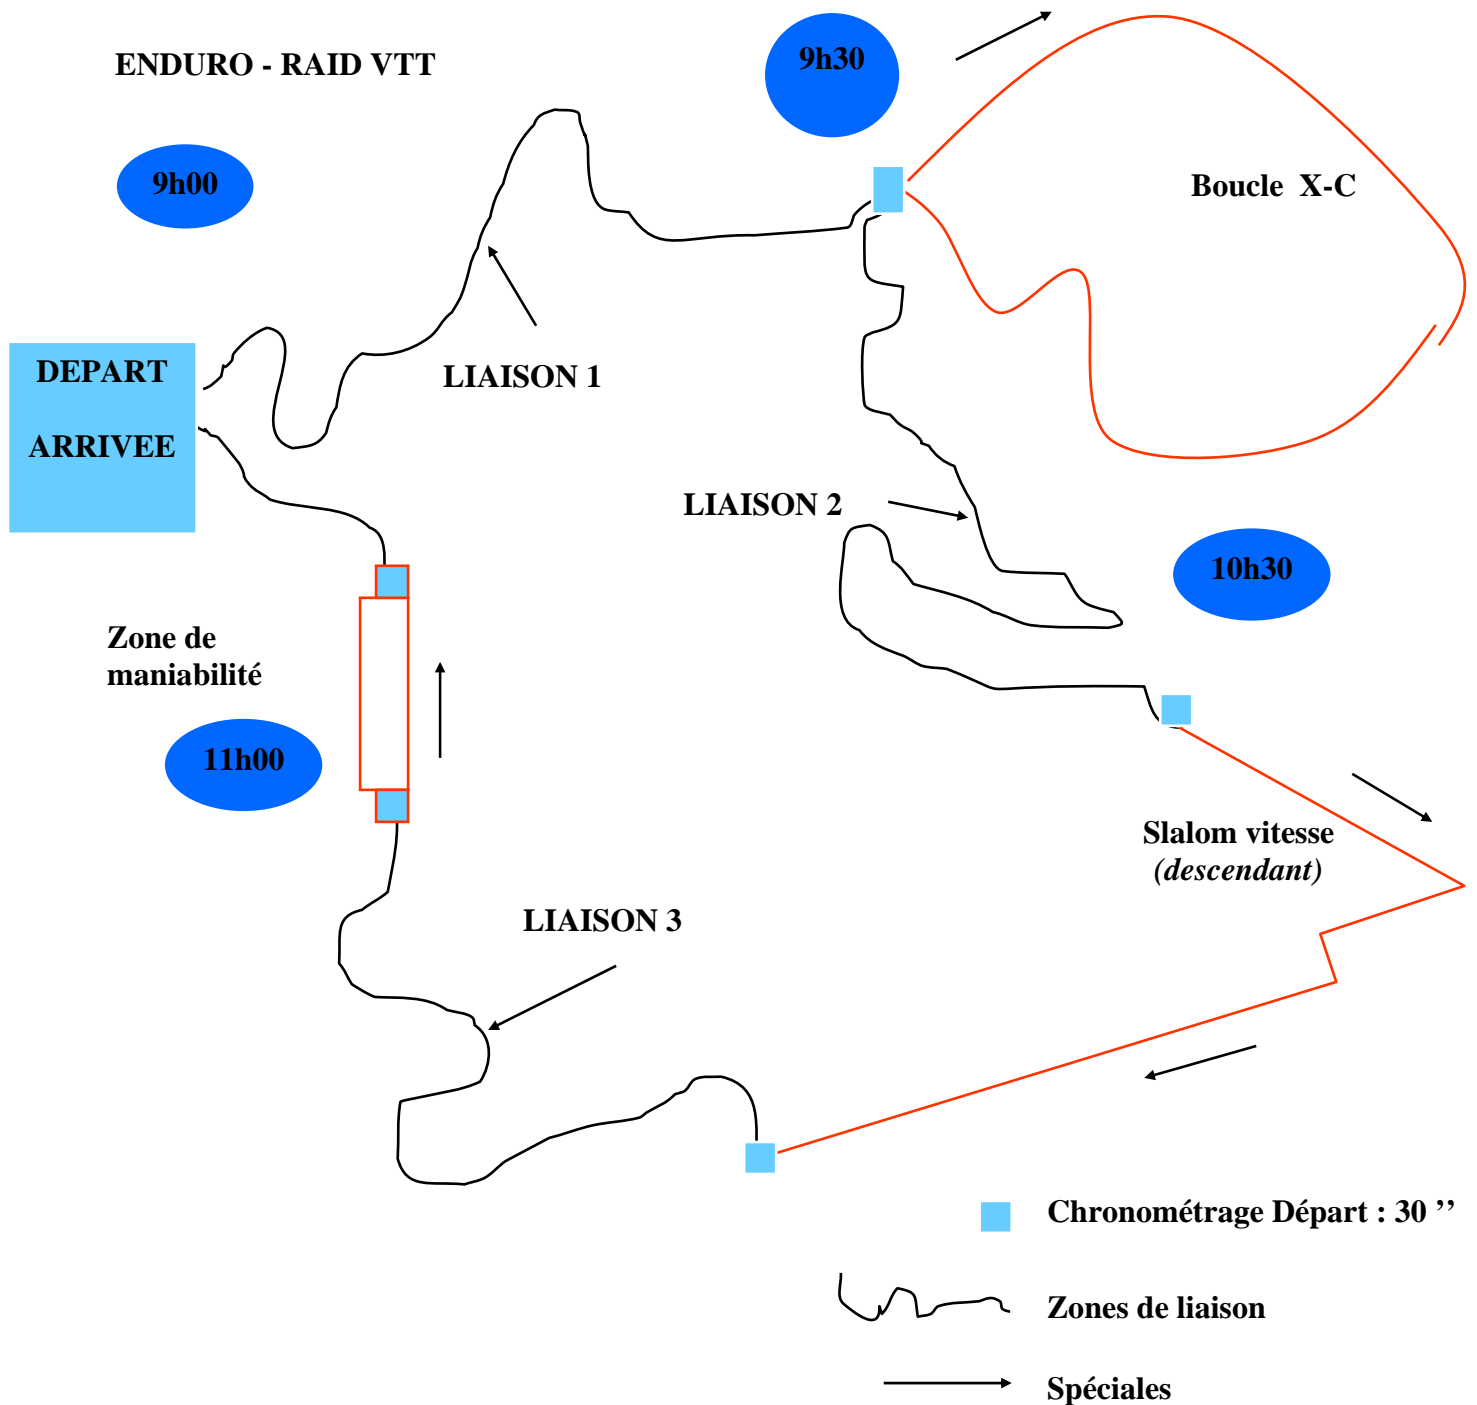 ENDURO - RAID VTT
9h30
9h00
Boucle X-C
DEPART
ARRIVEE
LIAISON 1
LIAISON 2
10h30
Zone de
maniabilité
11h00
Slalom vitesse
(descendant)
LIAISON 3
Chronométrage Départ : 30 ’’
Zones de liaison
Spéciales